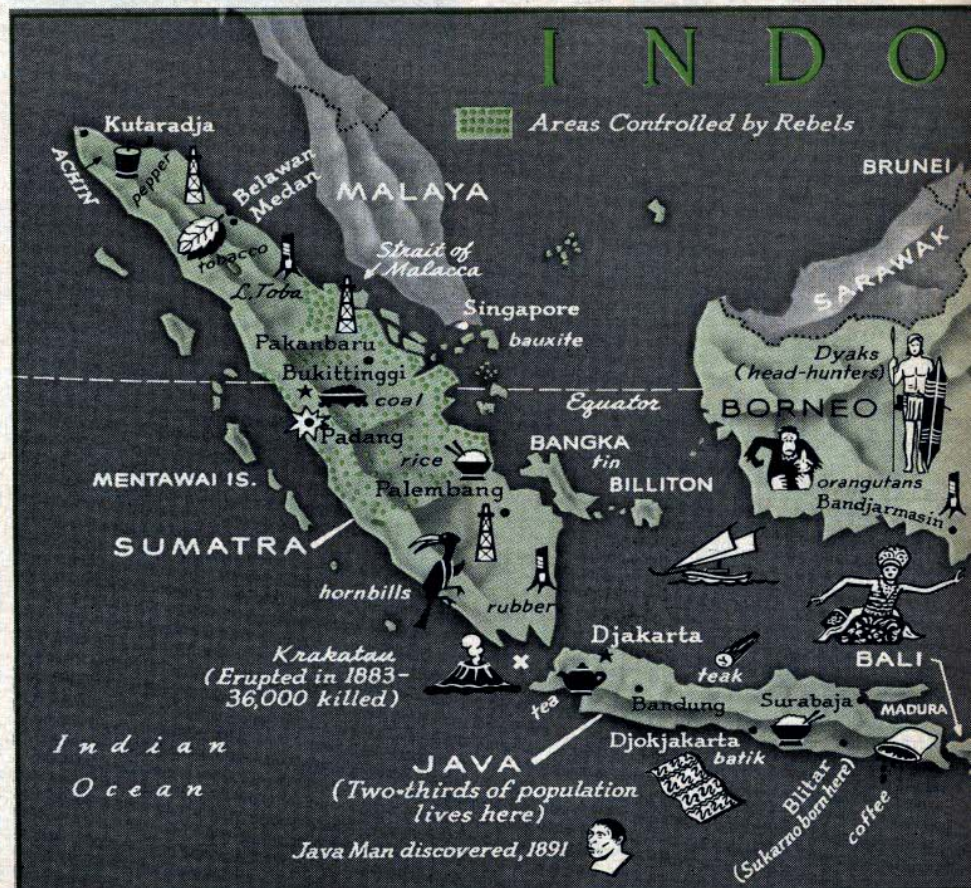 INDO
Areas Controlled by Rebels
Kutaradja
ACHIN
pepper
Belawan
Medan
MALAYA
BRUNEI
tobacco
Strait of
Malacca
SARAWAK
L. Toba
Singapore
bauxite
Pakanbaru
Dyaks
(head-hunters)
Bukittinggi
coal
Equator
BORNEO
Padang
BANGKA
tin
BILLITON
rice
MENTAWAI IS.
Palembang
orangutans
Bandjarmasin
SUMATRA
hornbills
rubber
Krakatau
(Erupted in 1883-
36,000 killed)
Djakarta
teak
BALI
tea
Bandung
Surabaja
MADURA
Indian
Ocean
Djokjakarta
batik
JAVA
(Two-thirds of population
lives here)
Blitar
(Sukarno born here)
coffee
Java Man discovered, 1891